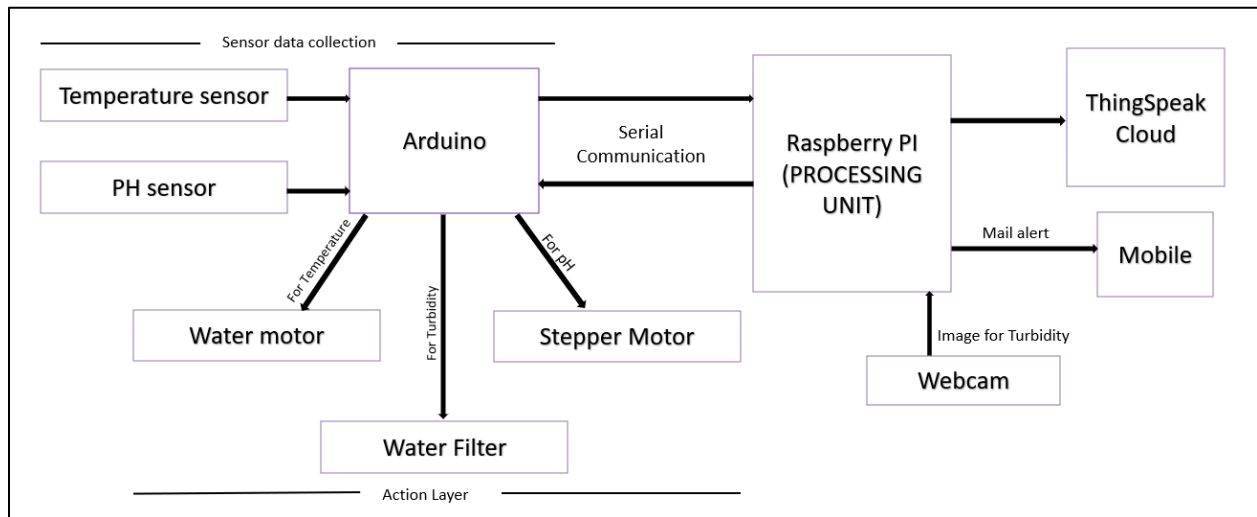 Sensor data collection
Temperature sensor
PH sensor
Arduino
Serial
Communication
Raspberry PI
(PROCESSING
UNIT)
ThingSpeak
Cloud
Mail alert
Mobile
For Temperature
For Turbidity
For pH
Water motor
Stepper Motor
Image for Turbidity
Webcam
Water Filter
Action Layer